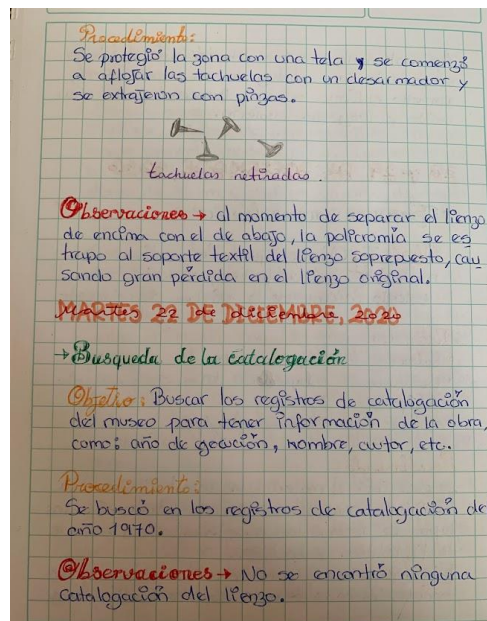 Procedimiento:
Se protegió la zona con una tela y se comenzó
a aflojar las tachuelas con un desarmador y
se extrajeron con pinzas.
tachuelas retiradas.
Observaciones → al momento de separar el lienzo
de encima con el de abajo, la policromía se es
trapo al soporte textil del lienzo soprepuesto, cau
sando gran pérdida en el lienzo original.
MARTES 22 De DICIEMBRE, 2020
→ Busqueda de la catalogación
Objetio: Buscar los registros de catalogación
del museo para tener información de la obra,
como: año de ejecución, nombre, autor, etc.
Procedimiento:
Se buscó en los registros de catalogación de
año 1970.
Observaciones → No se encontró ninguna
catalogación del lienzo.